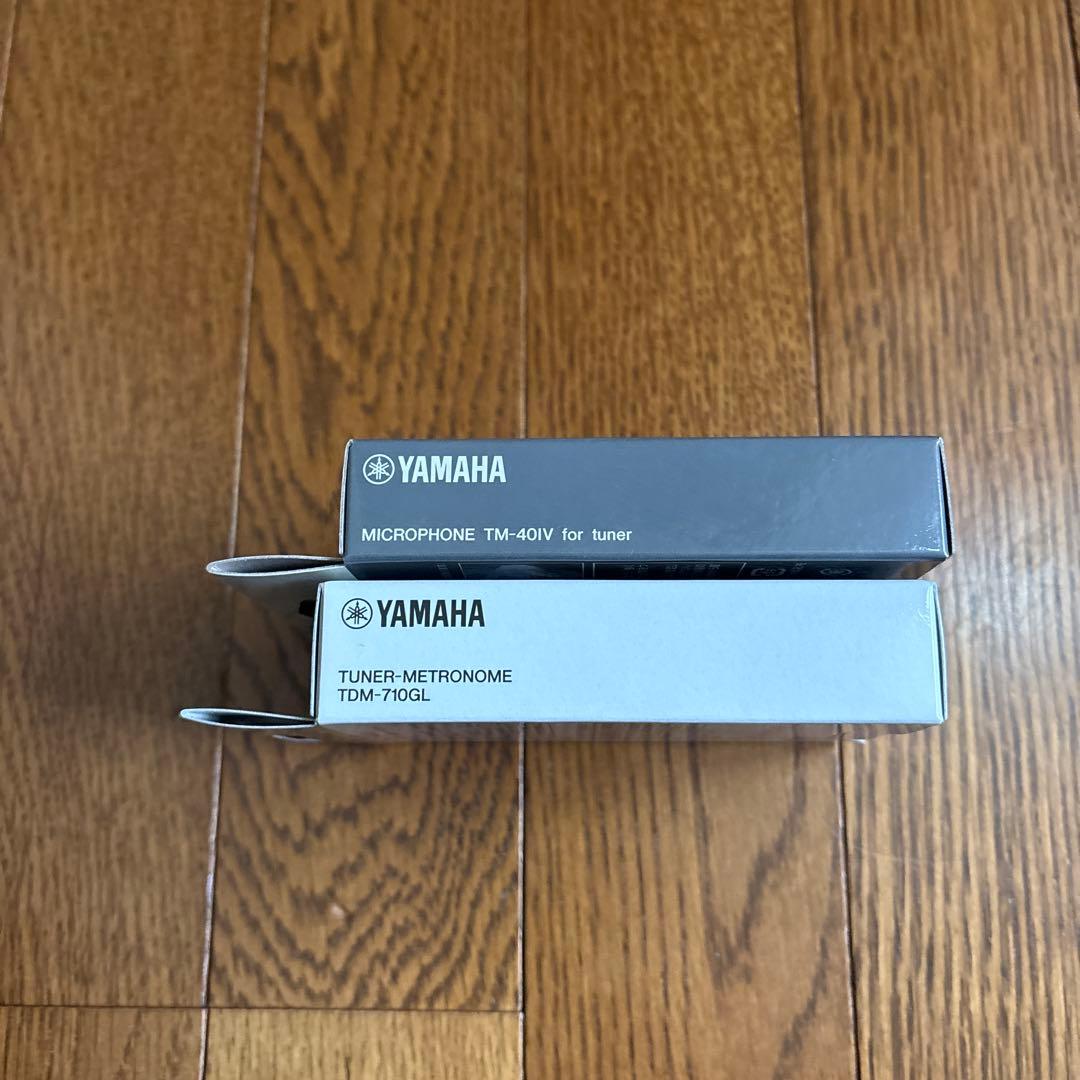 YAMAHA
MICROPHONE TM-40IV for tuner
YAMAHA
TUNER-METRONOME
TDM-710GL